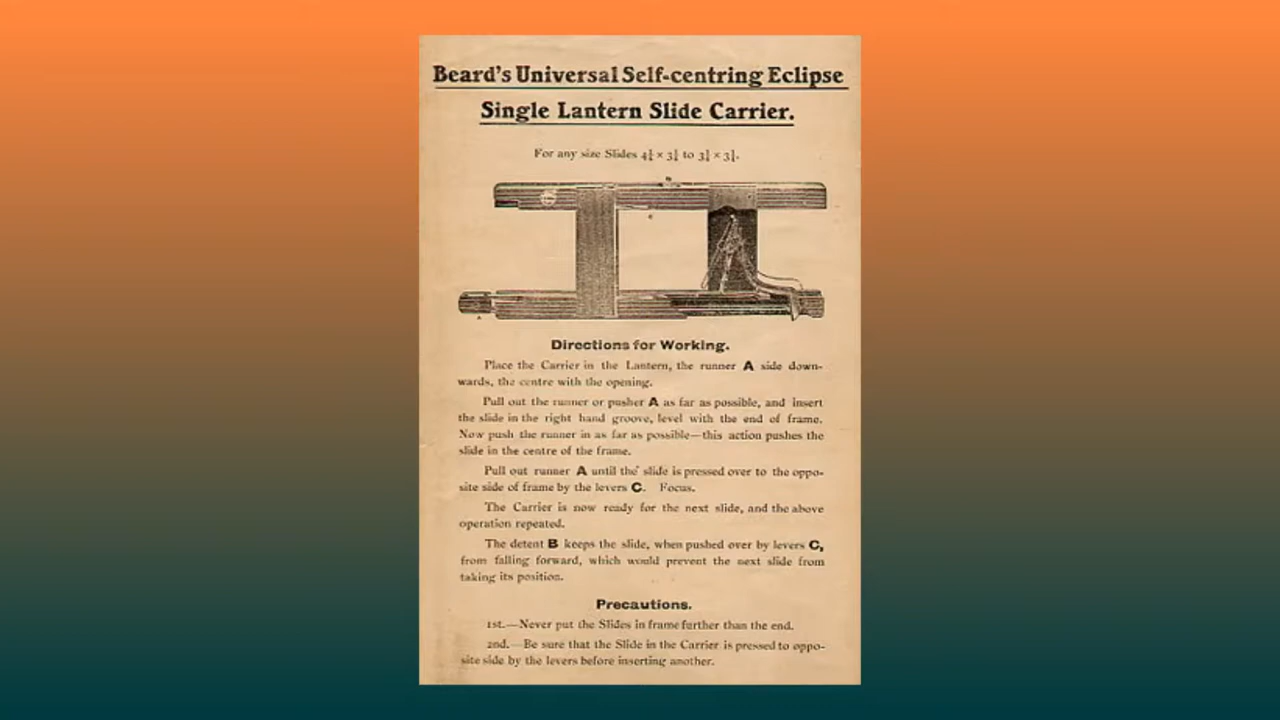 Beard's Universal Self-centring Eclipse
Single Lantern Slide Carrier.
For any size Slides 4¼ × 3¼ to 3¼ × 3¼.
B
C
A
Directions for Working.
Place the Carrier in the Lantern, the runner A side down-
wards, the centre with the opening.
Pull out the runner or pusher A as far as possible, and insert
the slide in the right hand groove, level with the end of frame.
Now push the runner in as far as possible—this action pushes the
slide in the centre of the frame.
Pull out runner A until the slide is pressed over to the oppo-
site side of frame by the levers C. Focus.
The Carrier is now ready for the next slide, and the above
operation repeated.
The detent B keeps the slide, when pushed over by levers C,
from falling forward, which would prevent the next slide from
taking its position.
Precautions.
1st.—Never put the Slides in frame further than the end.
2nd.—Be sure that the Slide in the Carrier is pressed to oppo-
site side by the levers before inserting another.